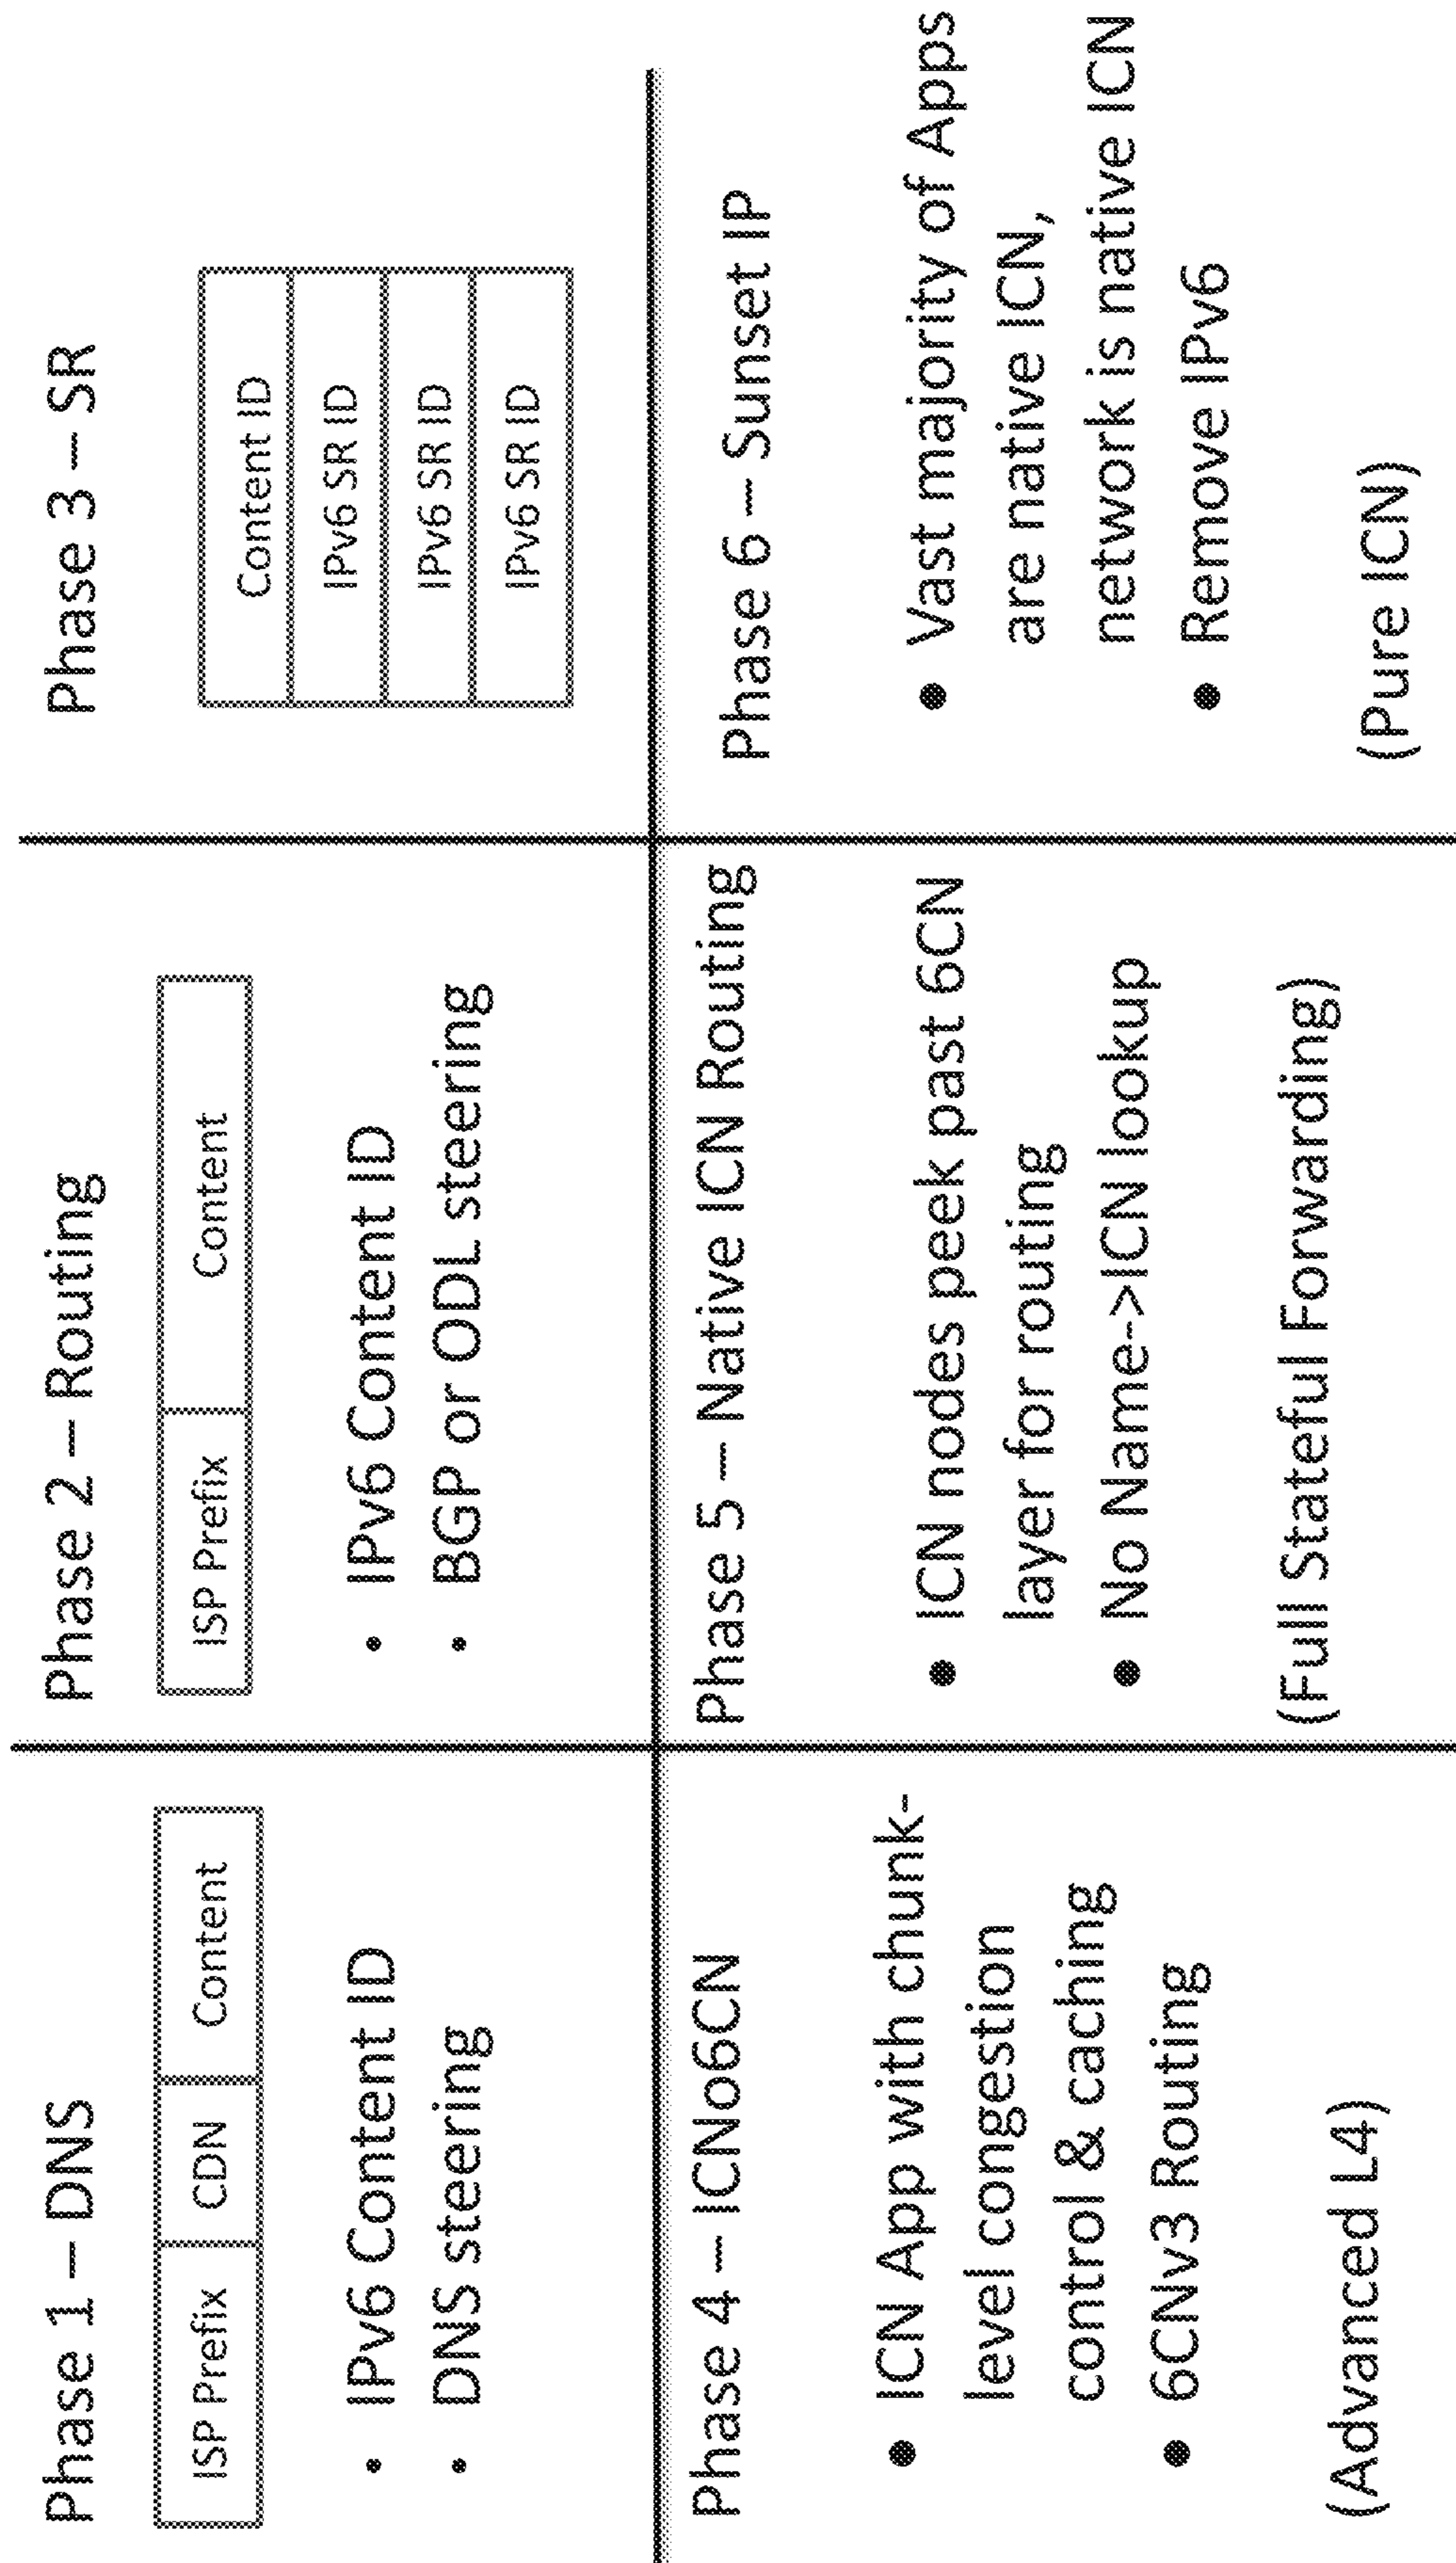 Phase 1 – DNS
ISP Prefix
CDN
Content
• IPv6 Content ID
• DNS steering
Phase 2 – Routing
ISP Prefix
Content
• IPv6 Content ID
• BGP or ODL steering
Phase 3 – SR
Content ID
IPv6 SR ID
IPv6 SR ID
IPv6 SR ID
Phase 4 – ICNo6CN
• ICN App with chunk-
level congestion
control & caching
• 6CNv3 Routing
(Advanced L4)
Phase 5 – Native ICN Routing
• ICN nodes peek past 6CN
layer for routing
• No Name->ICN lookup
(Full Stateful Forwarding)
Phase 6 – Sunset IP
• Vast majority of Apps
are native ICN,
network is native ICN
• Remove IPv6
(Pure ICN)